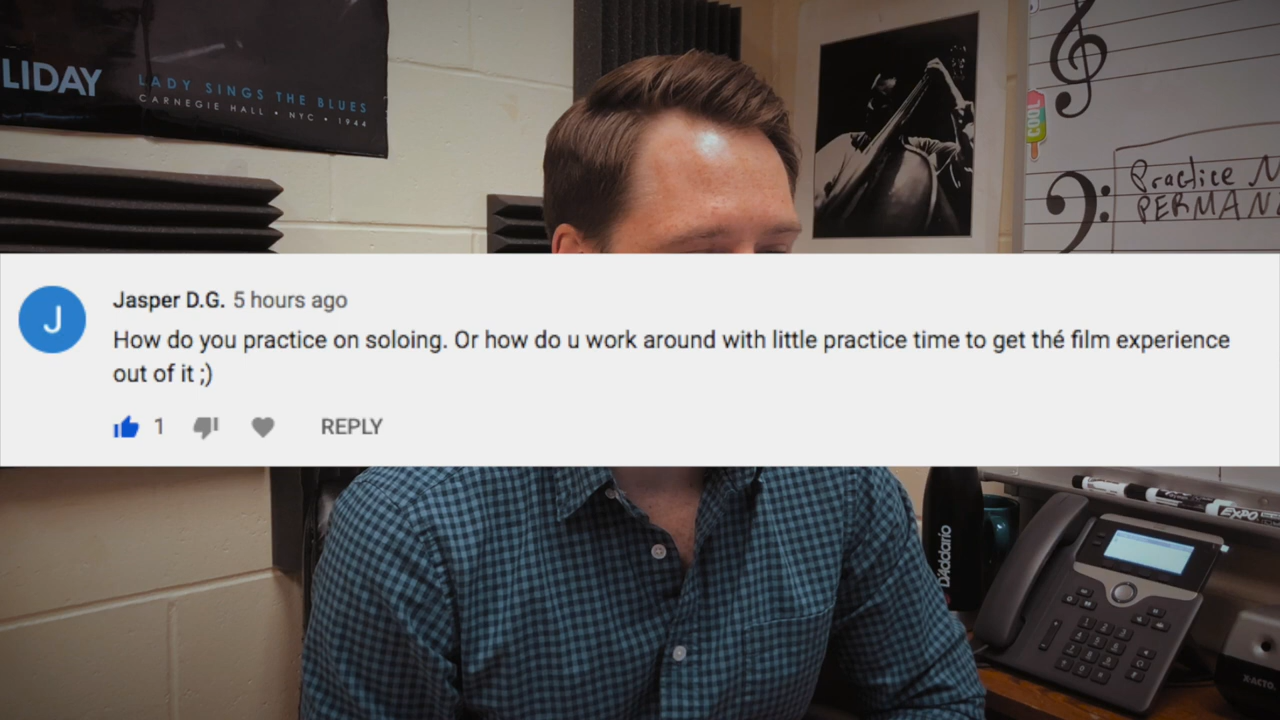 LIDAY
LADY SINGS THE BLUES
CARNEGIE HALL • NYC • 1944
COOL
Practice
PERMAN
Jasper D.G. 5 hours ago
How do you practice on soloing. Or how do u work around with little practice time to get thé film experience
out of it ;)
1
REPLY
D'Addario
EXPO
X-ACTO